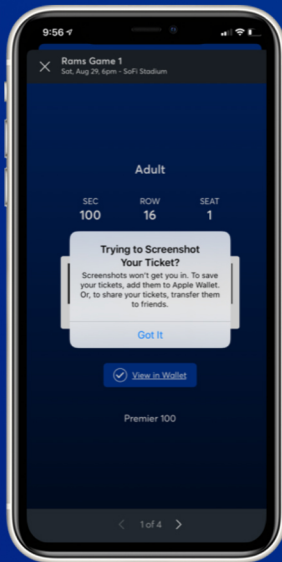 9:56
Rams Game 1
Sat, Aug 29, 6pm - SoFi Stadium
Adult
SEC ROW SEAT
100 16 1
Trying to Screenshot
Your Ticket?
Screenshots won't get you in. To save
your tickets, add them to Apple Wallet.
Or, to share your tickets, transfer them
to friends.
Got It
View in Wallet
Premier 100
1 of 4